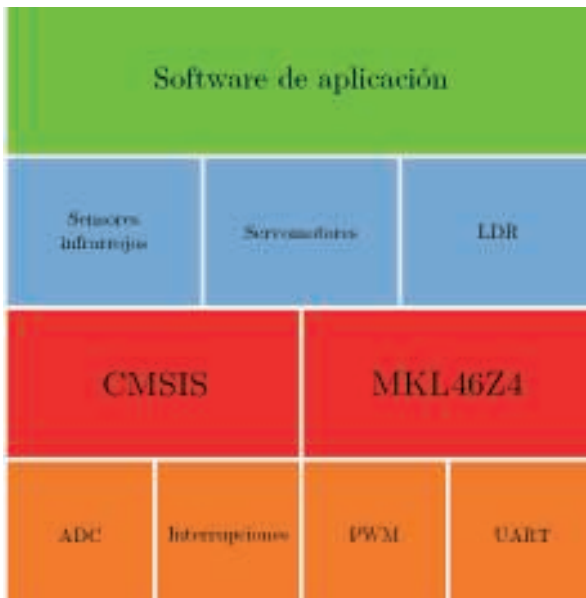 Software de aplicación
Sensores
infrarrojos
Servomotores
LDR
CMSIS
MKL46Z4
ADC
Interrupciones
PWM
UART